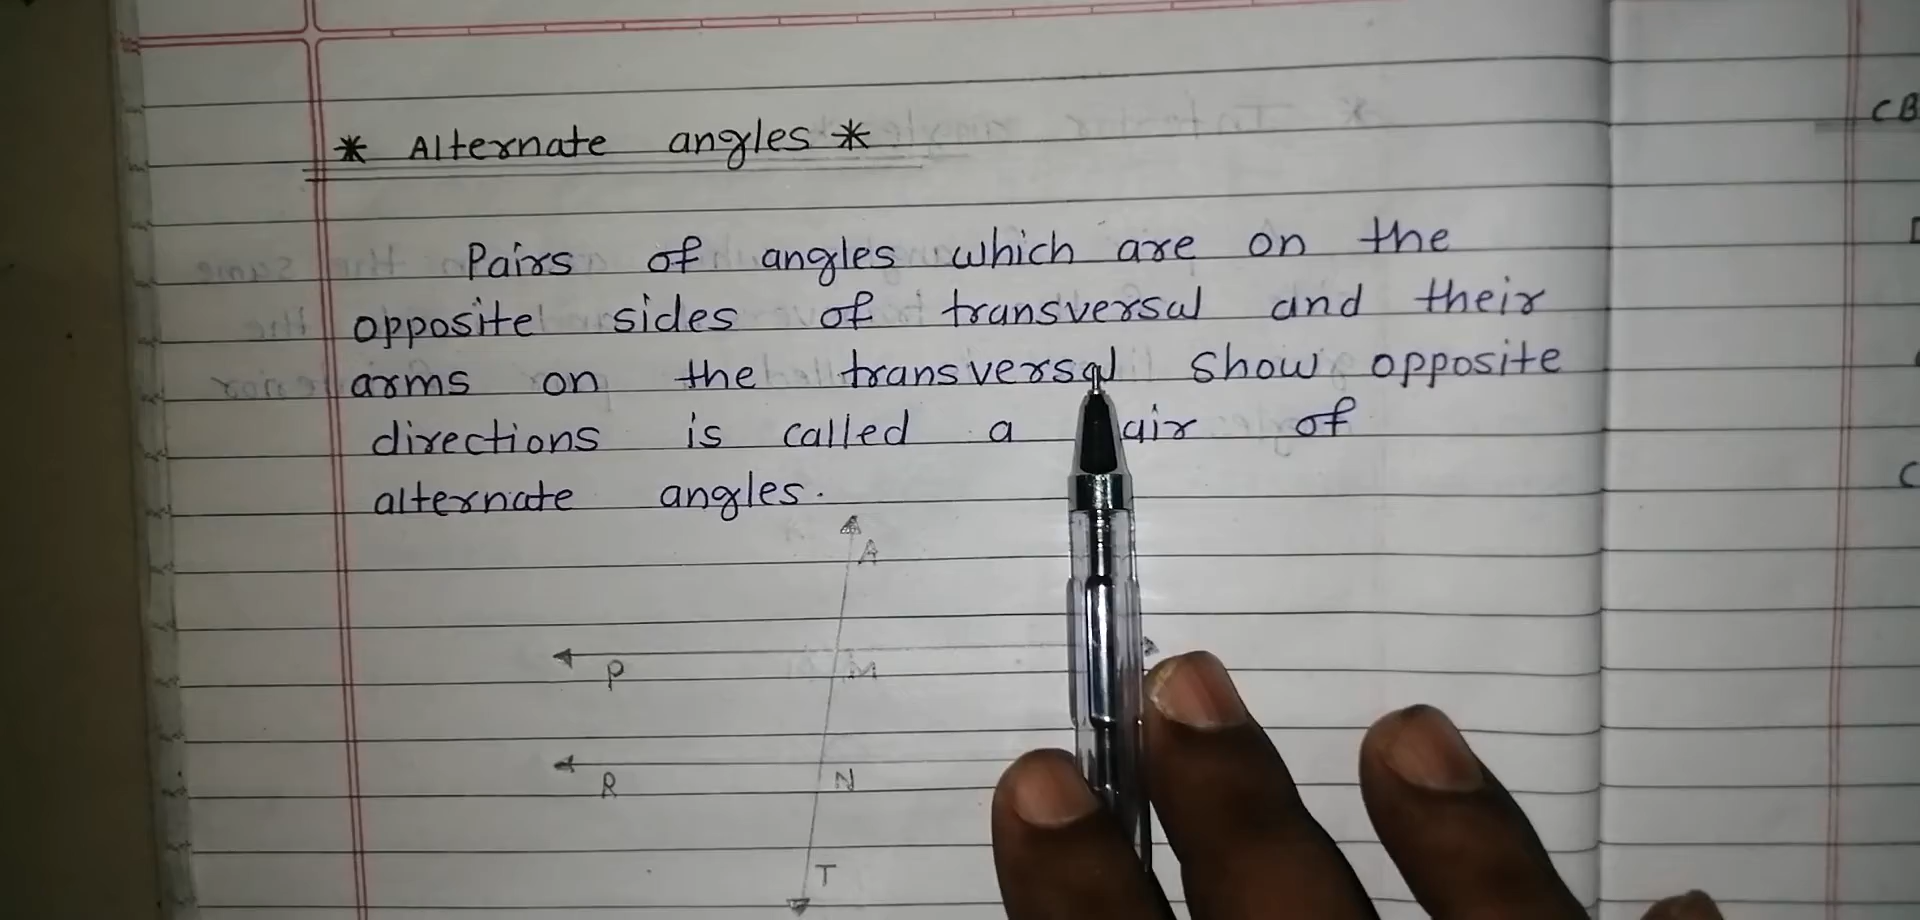 * Alternate angles *
Pairs of angles which are on the
opposite sides of transversal and their
arms on the transversal show opposite
directions is called a air of
alternate angles.
A
P M
R N
T
CB
C